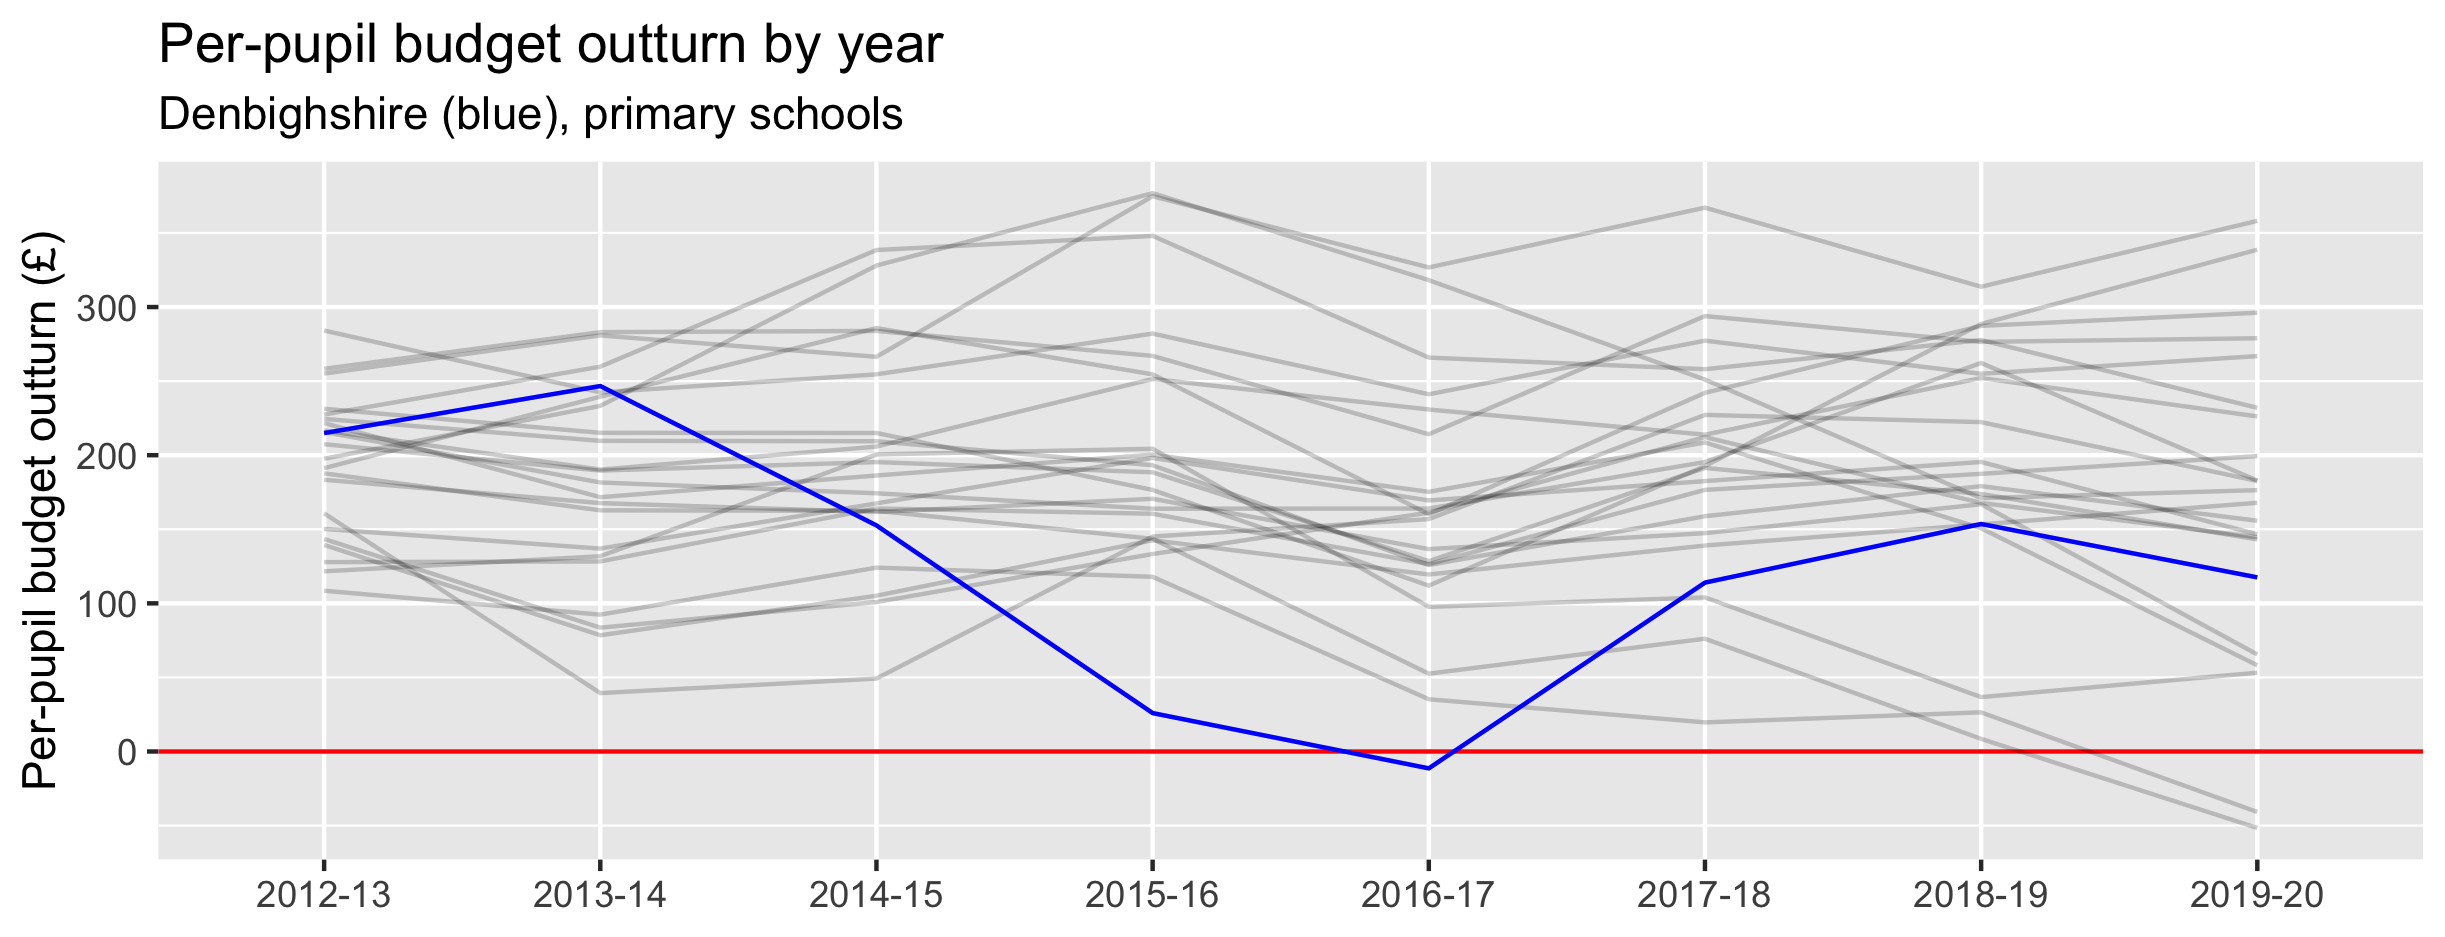 Per-pupil budget outturn by year
Denbighshire (blue), primary schools
Per-pupil budget outturn (£)
300
200
100
0
2012-13 2013-14 2014-15 2015-16 2016-17 2017-18 2018-19 2019-20